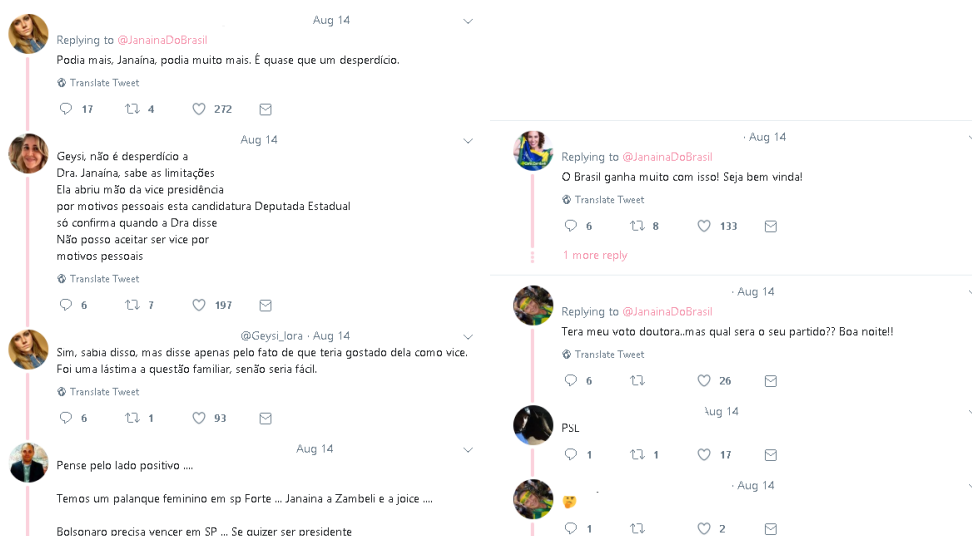 Aug 14
Replying to @JanainaDoBrasil
Podia mais, Janaína, podia muito mais. É quase que um desperdício.
Translate Tweet
17 4 272
Aug 14
Geysi, não é desperdício a
Dra. Janaína, sabe as limitações
Ela abriu mão da vice presidência
por motivos pessoais esta candidatura Deputada Estadual
só confirma quando a Dra disse
Não posso aceitar ser vice por
motivos pessoais
Translate Tweet
6 7 197
@Geysi_lora · Aug 14
Sim, sabia disso, mas disse apenas pelo fato de que teria gostado dela como vice.
Foi uma lástima a questão familiar, senão seria fácil.
Translate Tweet
6 1 93
Aug 14
Pense pelo lado positivo ....
Temos um palanque feminino em sp Forte ... Janaina a Zambeli e a joice ....
Bolsonaro precisa vencer em SP ... Se quizer ser presidente
· Aug 14
Replying to @JanainaDoBrasil
O Brasil ganha muito com isso! Seja bem vinda!
Translate Tweet
6 8 133
1 more reply
· Aug 14
Replying to @JanainaDoBrasil
Tera meu voto doutora..mas qual sera o seu partido?? Boa noite!!
Translate Tweet
6 26
Aug 14
PSL
1 1 17
· Aug 14
🤔
1 2